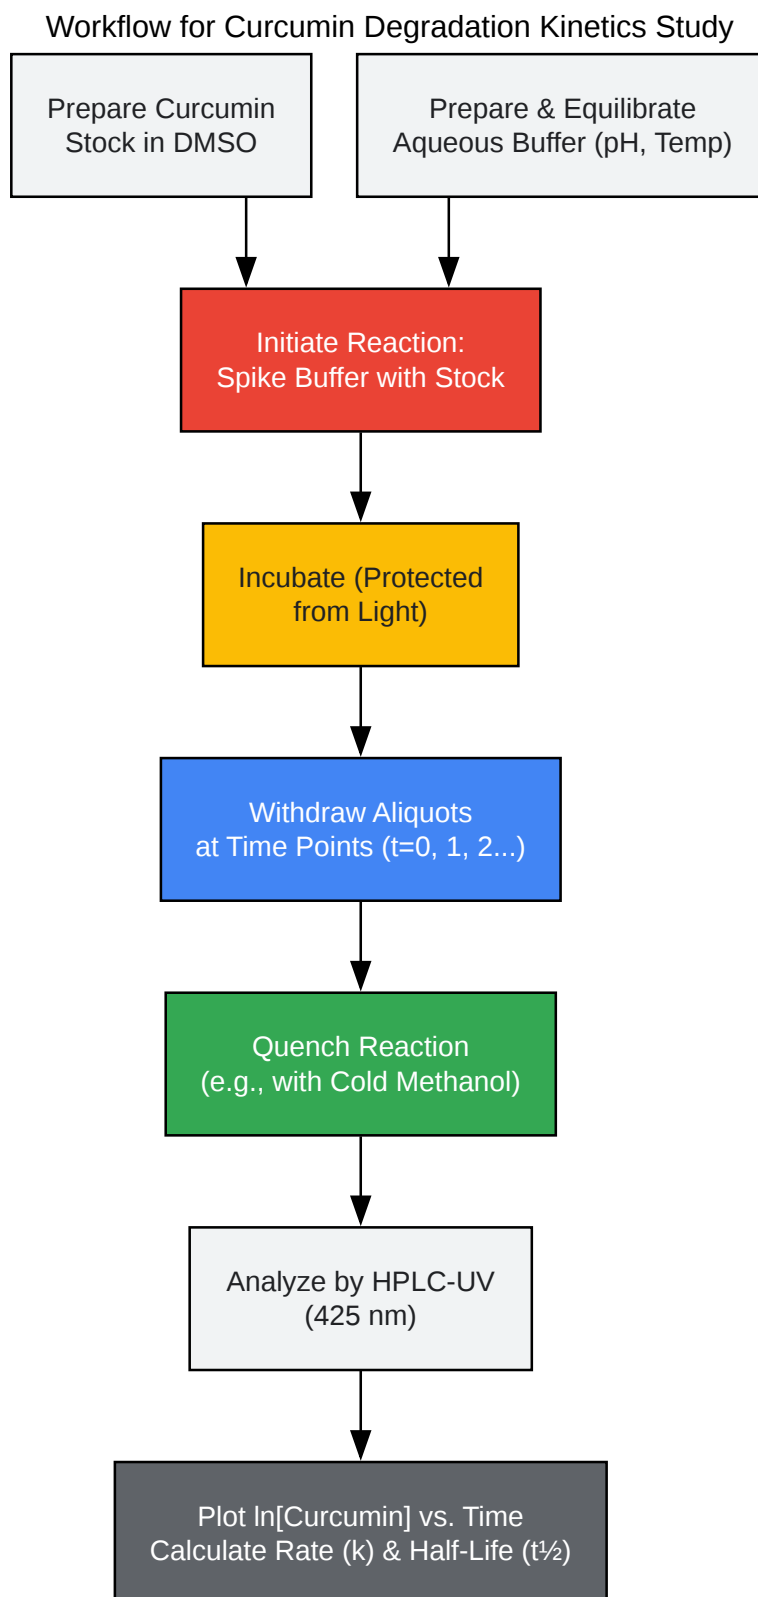 Workflow for Curcumin Degradation Kinetics Study
Prepare Curcumin
Stock in DMSO
Prepare & Equilibrate
Aqueous Buffer (pH, Temp)
Initiate Reaction:
Spike Buffer with Stock
Incubate (Protected
from Light)
Withdraw Aliquots
at Time Points (t=0, 1, 2...)
Quench Reaction
(e.g., with Cold Methanol)
Analyze by HPLC-UV
(425 nm)
Plot ln[Curcumin] vs. Time
Calculate Rate (k) & Half-Life (t½)